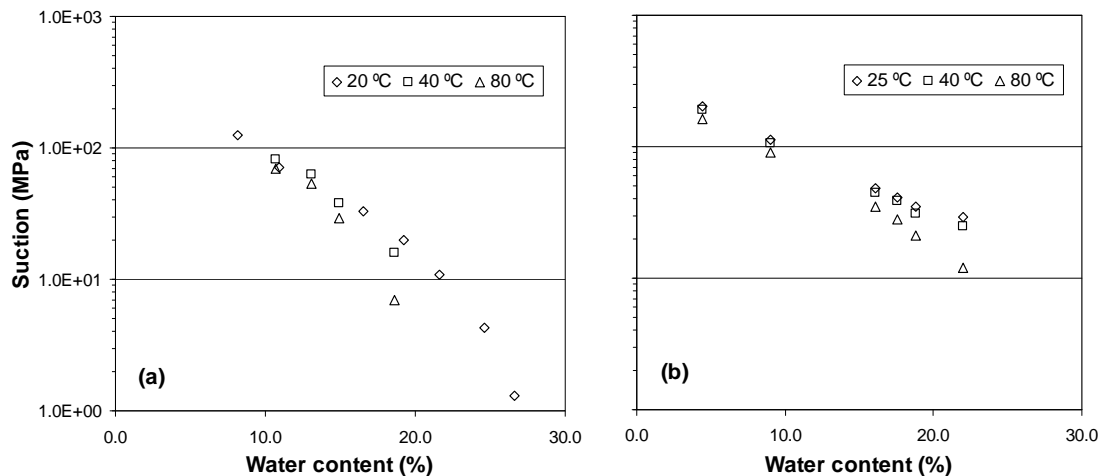 1.0E+03
◇ 20 ºC □ 40 ºC △ 80 ºC
1.0E+02
Suction (MPa)
1.0E+01
(a)
1.0E+00
0.0 10.0 20.0 30.0
Water content (%)
◇ 25 ºC □ 40 ºC △ 80 ºC
(b)
0.0 10.0 20.0 30.0
Water content (%)